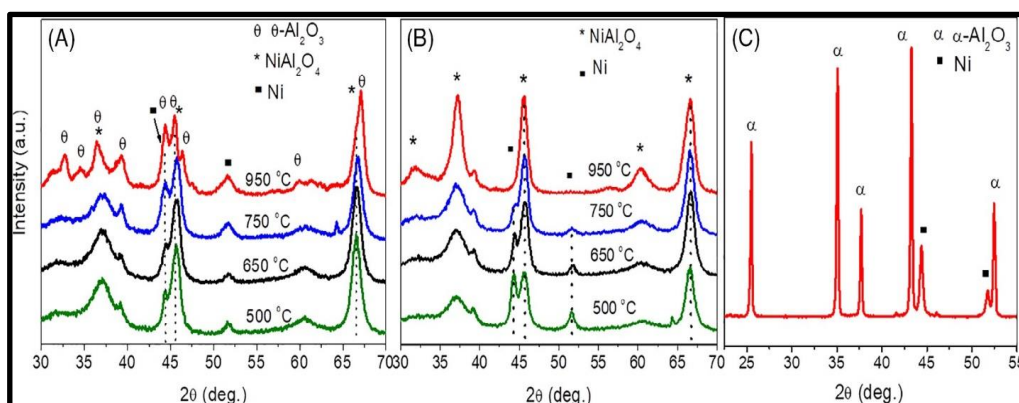 (A)
θ θ-Al₂O₃
* NiAl₂O₄
■ Ni
θ
θ
θ
*
θ
■
θ θ
*
θ
■
θ
* θ
950 °C
750 °C
650 °C
500 °C
30 35 40 45 50 55 60 65 70
2θ (deg.)
Intensity (a.u.)
(B)
* NiAl₂O₄
■ Ni
*
*
*
■
■
*
*
950 °C
750 °C
650 °C
500 °C
30 35 40 45 50 55 60 65 70
2θ (deg.)
(C)
α α-Al₂O₃
■ Ni
α
α
α
α
■
■
α
25 30 35 40 45 50 55
2θ (deg.)